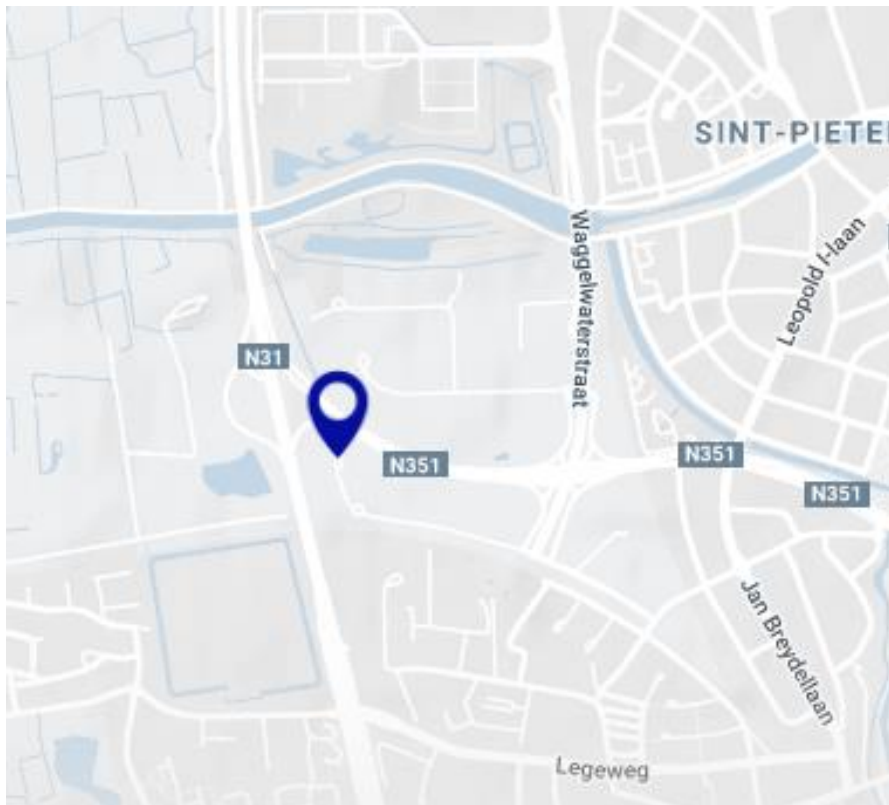 SINT-PIETE
Leopold I-laan
Waggelwaterstraat
N31
N351
N351
N351
Jan Breydellaan
Legeweg